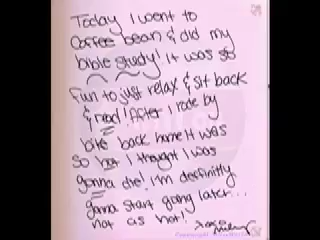 Today I went to
Coffee bean & did my
bible study! It was so
fun to just relax & sit back
& read! After I rode by
bike back home It was
So hot I thought I was
gonna die! I'm deffinitly
gonna start going later...
not as hot! xoxo
Copyright